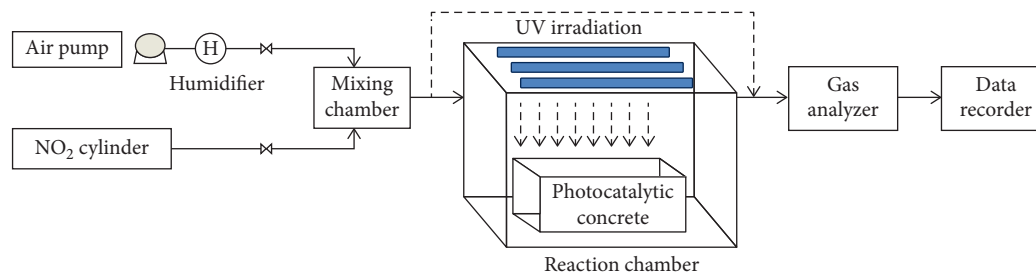 Air pump
H
Humidifier
NO₂ cylinder
Mixing
chamber
UV irradiation
Photocatalytic
concrete
Reaction chamber
Gas
analyzer
Data
recorder